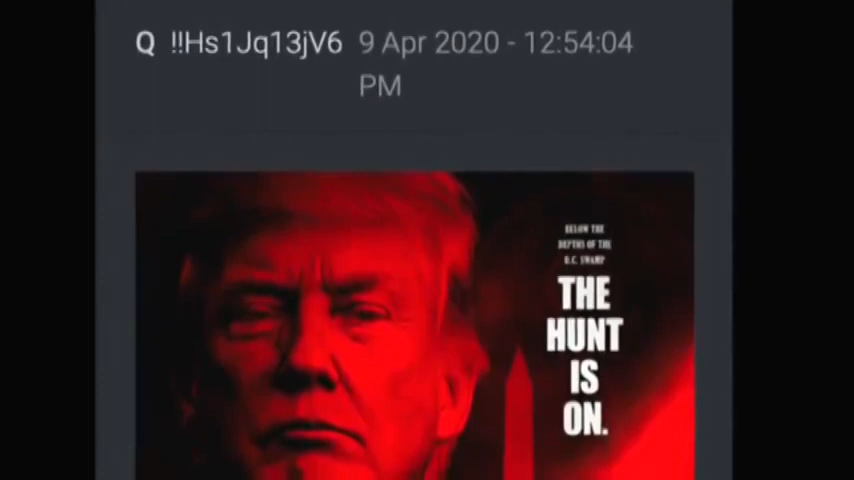 Q !!Hs1Jq13jV6 9 Apr 2020 - 12:54:04
PM
BELOW THE
DEPTHS OF THE
D.C. SWAMP
THE
HUNT
IS
ON.